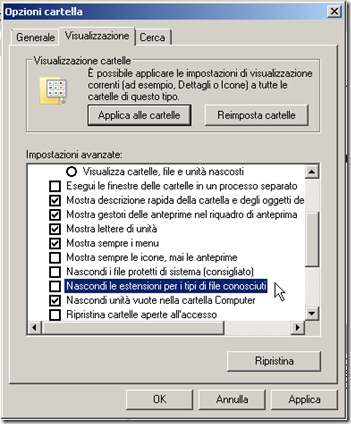 Opzioni cartella
Generale Visualizzazione Cerca
Visualizzazione cartelle
È possibile applicare le impostazioni di visualizzazione
correnti (ad esempio, Dettagli o Icone) a tutte le
cartelle di questo tipo.
Applica alle cartelle Reimposta cartelle
Impostazioni avanzate:
Visualizza cartelle, file e unità nascosti
Esegui le finestre delle cartelle in un processo separato
Mostra descrizione rapida della cartella e degli oggetti de
Mostra gestori delle anteprime nel riquadro di anteprima
Mostra lettere di unità
Mostra sempre i menu
Mostra sempre le icone, mai le anteprime
Nascondi i file protetti di sistema (consigliato)
Nascondi le estensioni per i tipi di file conosciuti
Nascondi unità vuote nella cartella Computer
Ripristina cartelle aperte all'accesso
Ripristina
OK Annulla Applica